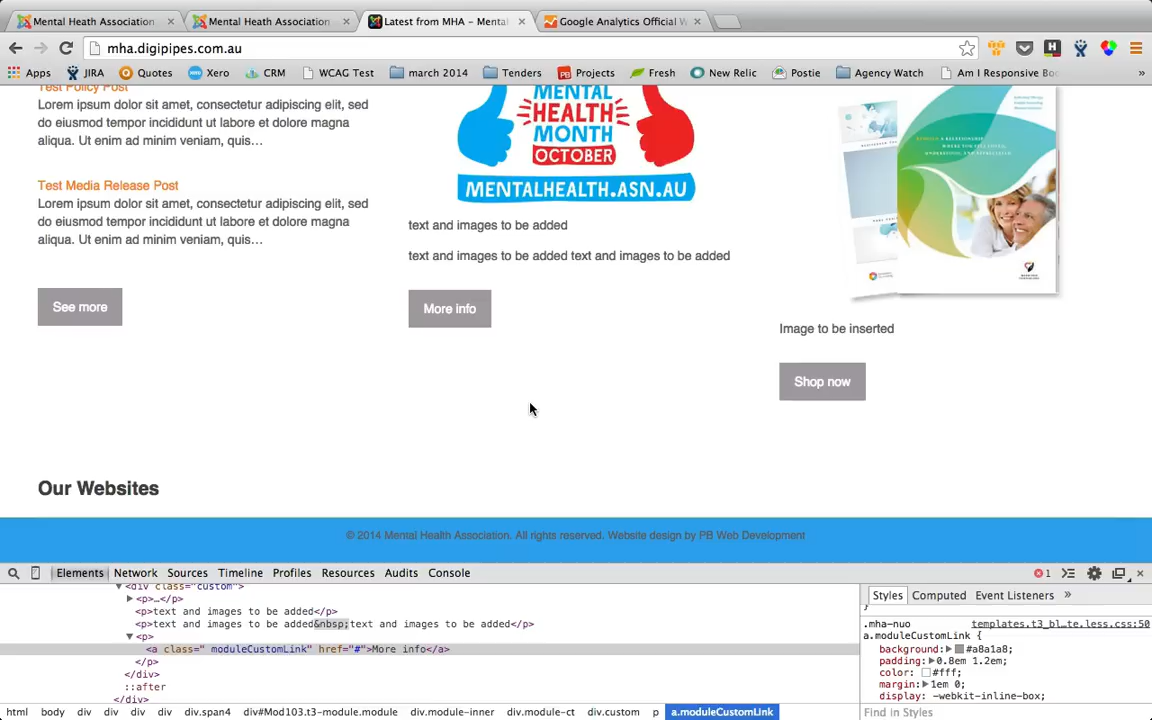 Mental Heath Association
Mental Heath Association
Latest from MHA – Mental
Google Analytics Official W
mha.digipipes.com.au
Apps
JIRA
Quotes
Xero
CRM
WCAG Test
march 2014
Tenders
Projects
Fresh
New Relic
Postie
Agency Watch
Am I Responsive Boo
»
Test Policy Post
Lorem ipsum dolor sit amet, consectetur adipiscing elit, sed
do eiusmod tempor incididunt ut labore et dolore magna
aliqua. Ut enim ad minim veniam, quis…
Test Media Release Post
Lorem ipsum dolor sit amet, consectetur adipiscing elit, sed
do eiusmod tempor incididunt ut labore et dolore magna
aliqua. Ut enim ad minim veniam, quis…
See more
MENTAL
HEALTH
MONTH
OCTOBER
MENTALHEALTH.ASN.AU
text and images to be added
text and images to be added text and images to be added
More info
Image to be inserted
Shop now
Our Websites
© 2014 Mental Health Association. All rights reserved. Website design by PB Web Development
Elements Network Sources Timeline Profiles Resources Audits Console
1
<div class="custom">
<p>…</p>
<p>text and images to be added</p>
<p>text and images to be added&nbsp;text and images to be added</p>
<p>
<a class=" moduleCustomLink" href="#">More info</a>
</p>
</div>
::after
</div>
html body div div div div div.span4 div#Mod103.t3-module.module div.module-inner div.module-ct div.custom p a.moduleCustomLink
Styles Computed Event Listeners »
}
.mha-nuo templates.t3_bl…te.less.css:50
a.moduleCustomLink {
background: #a8a1a8;
padding: 0.8em 1.2em;
color: #fff;
margin: 1em 0;
display: -webkit-inline-box;
Find in Styles